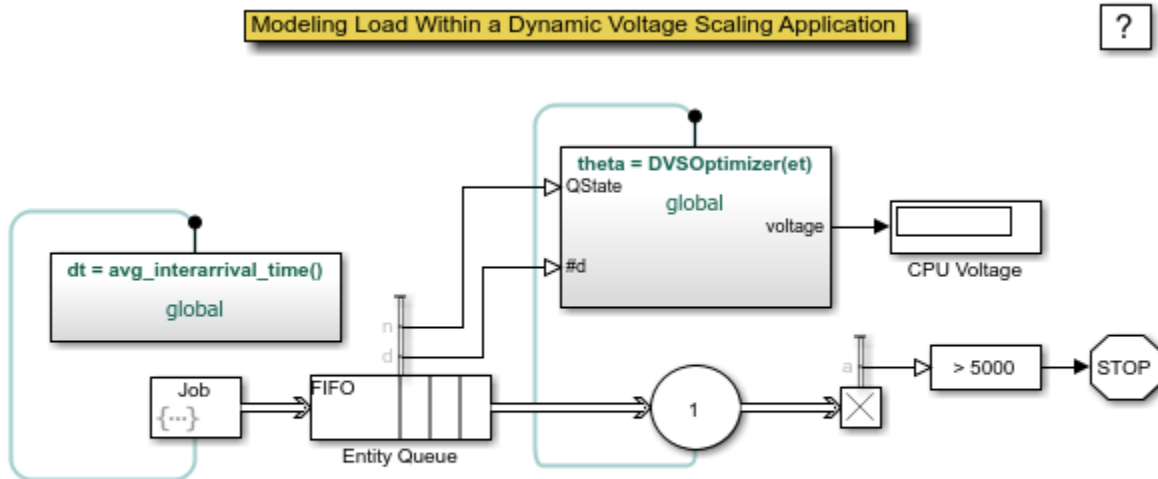 Modeling Load Within a Dynamic Voltage Scaling Application
?
theta = DVSOptimizer(et)
QState
global
voltage
#d
CPU Voltage
dt = avg_interarrival_time()
global
n
d
a
> 5000
STOP
Job
{...}
FIFO
1
Entity Queue